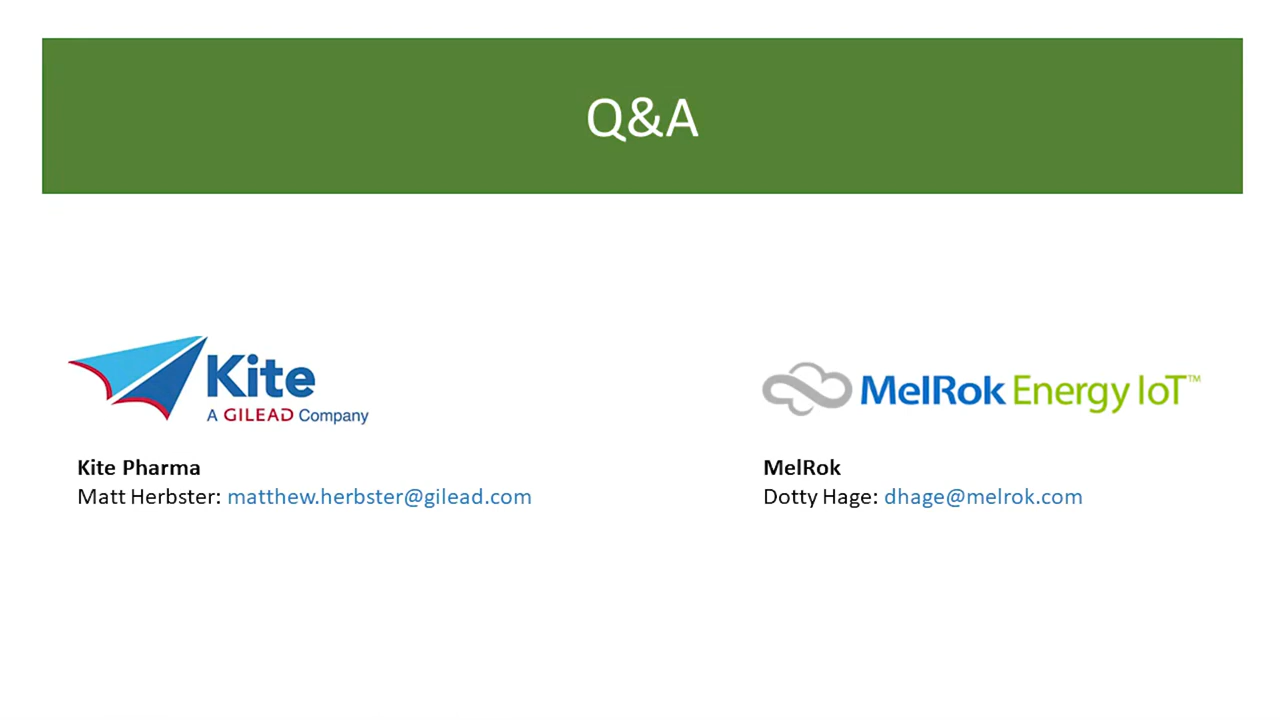 Q&A
Kite
A GILEAD Company
Kite Pharma
Matt Herbster: matthew.herbster@gilead.com
MelRok Energy IoT™
MelRok
Dotty Hage: dhage@melrok.com